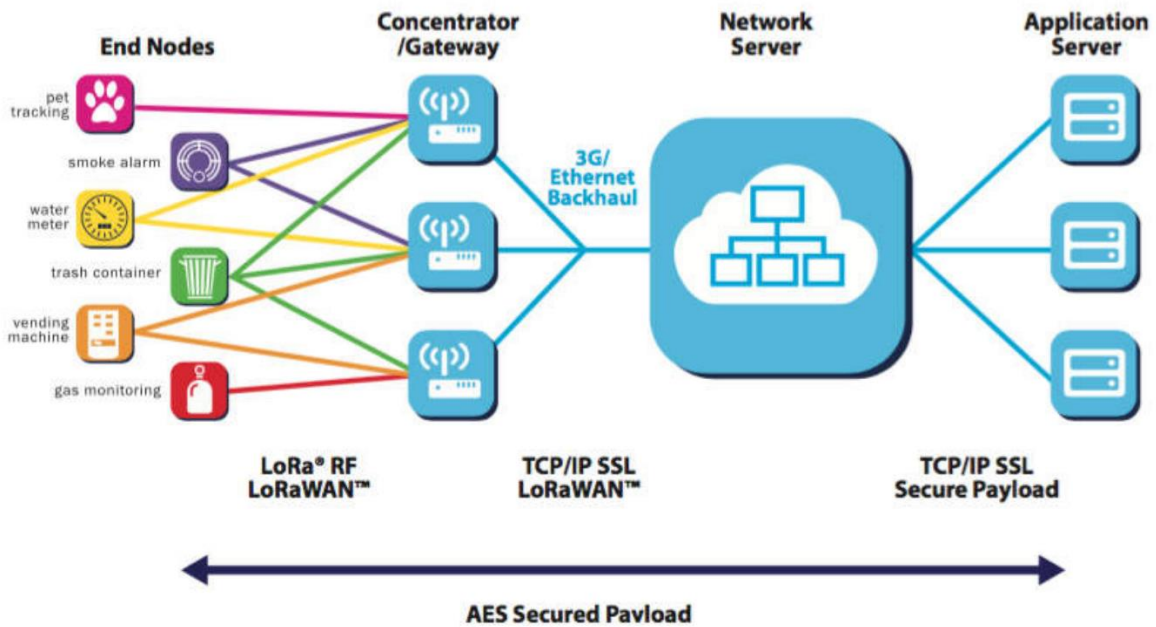 End Nodes
Concentrator
/Gateway
Network
Server
Application
Server
pet
tracking
smoke alarm
water
meter
trash container
vending
machine
gas monitoring
3G/
Ethernet
Backhaul
LoRa® RF
LoRaWAN™
TCP/IP SSL
LoRaWAN™
TCP/IP SSL
Secure Payload
AES Secured Payload